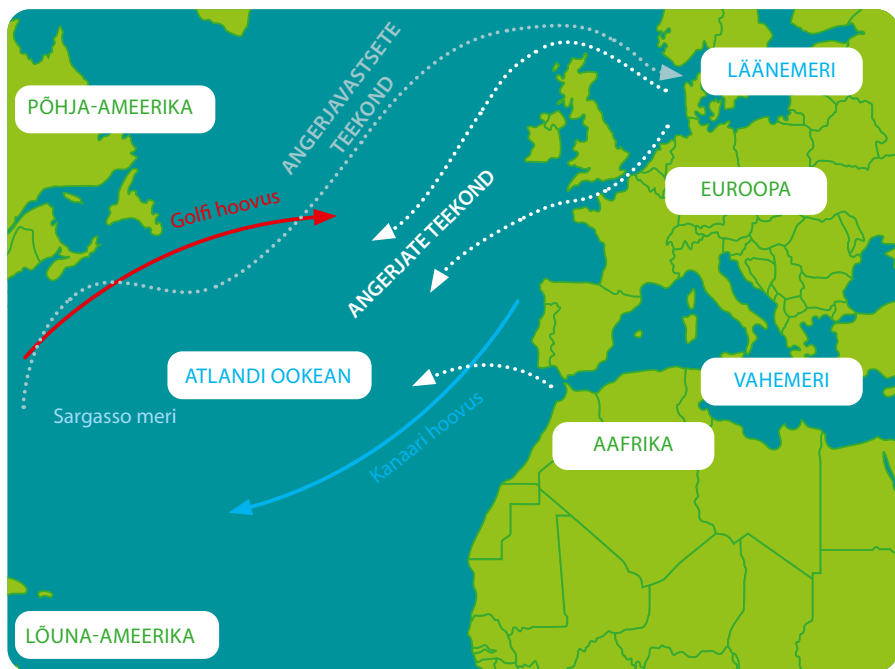 ANGERJAVASTSETE
TEEKOND
LÄÄNEMERI
PÕHJA-AMEERIKA
EUROOPA
Golfi hoovus
ANGERJATE TEEKOND
ATLANDI OOKEAN
VAHEMERI
Sargasso meri
Kanaari hoovus
AAFRIKA
LÕUNA-AMEERIKA